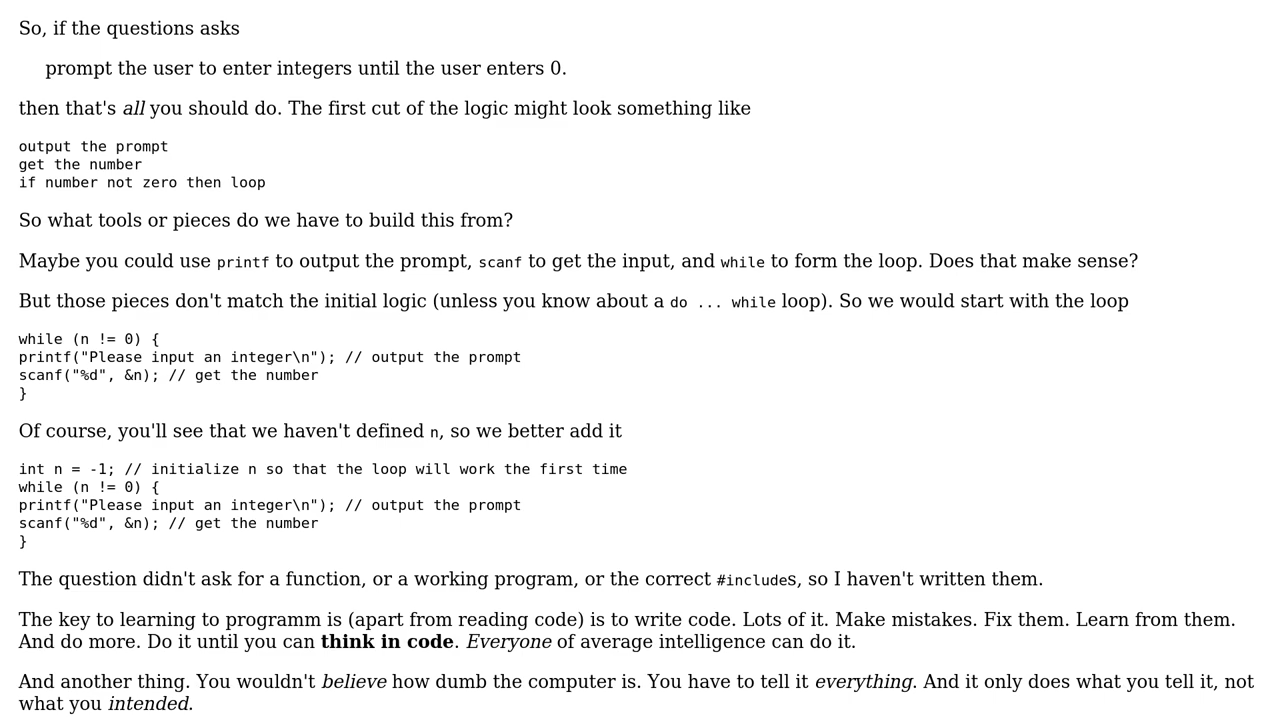 So, if the questions asks
prompt the user to enter integers until the user enters 0.
then that's all you should do. The first cut of the logic might look something like
output the prompt
get the number
if number not zero then loop
So what tools or pieces do we have to build this from?
Maybe you could use printf to output the prompt, scanf to get the input, and while to form the loop. Does that make sense?
But those pieces don't match the initial logic (unless you know about a do ... while loop). So we would start with the loop
while (n != 0) {
printf("Please input an integer\n"); // output the prompt
scanf("%d", &n); // get the number
}
Of course, you'll see that we haven't defined n, so we better add it
int n = -1; // initialize n so that the loop will work the first time
while (n != 0) {
printf("Please input an integer\n"); // output the prompt
scanf("%d", &n); // get the number
}
The question didn't ask for a function, or a working program, or the correct #includes, so I haven't written them.
The key to learning to programm is (apart from reading code) is to write code. Lots of it. Make mistakes. Fix them. Learn from them.
And do more. Do it until you can think in code. Everyone of average intelligence can do it.
And another thing. You wouldn't believe how dumb the computer is. You have to tell it everything. And it only does what you tell it, not
what you intended.